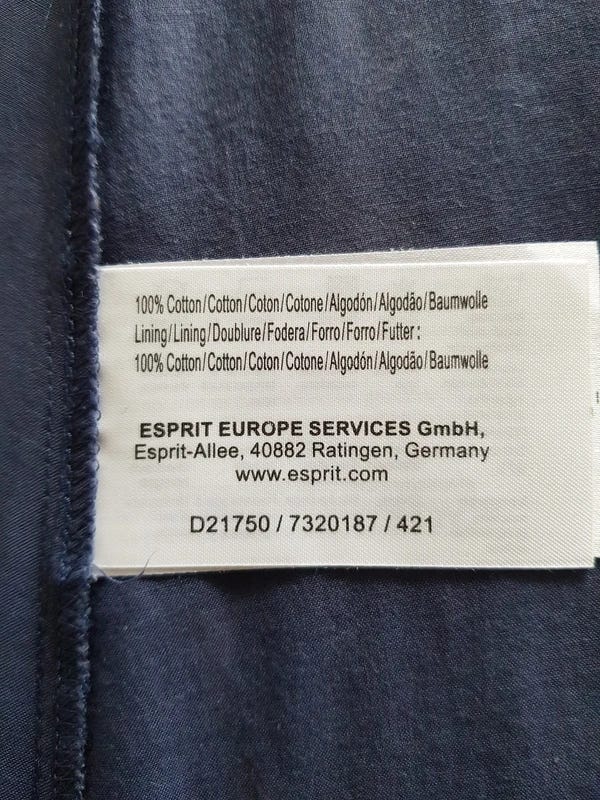 100% Cotton/Cotton/Coton/Cotone/Algodón/Algodão/Baumwolle
Lining/Lining/Doublure/Fodera/Forro/Forro/Futter:
100% Cotton/Cotton/Coton/Cotone/Algodón/Algodão/Baumwolle
ESPRIT EUROPE SERVICES GmbH,
Esprit-Allee, 40882 Ratingen, Germany
www.esprit.com
D21750 / 7320187 / 421